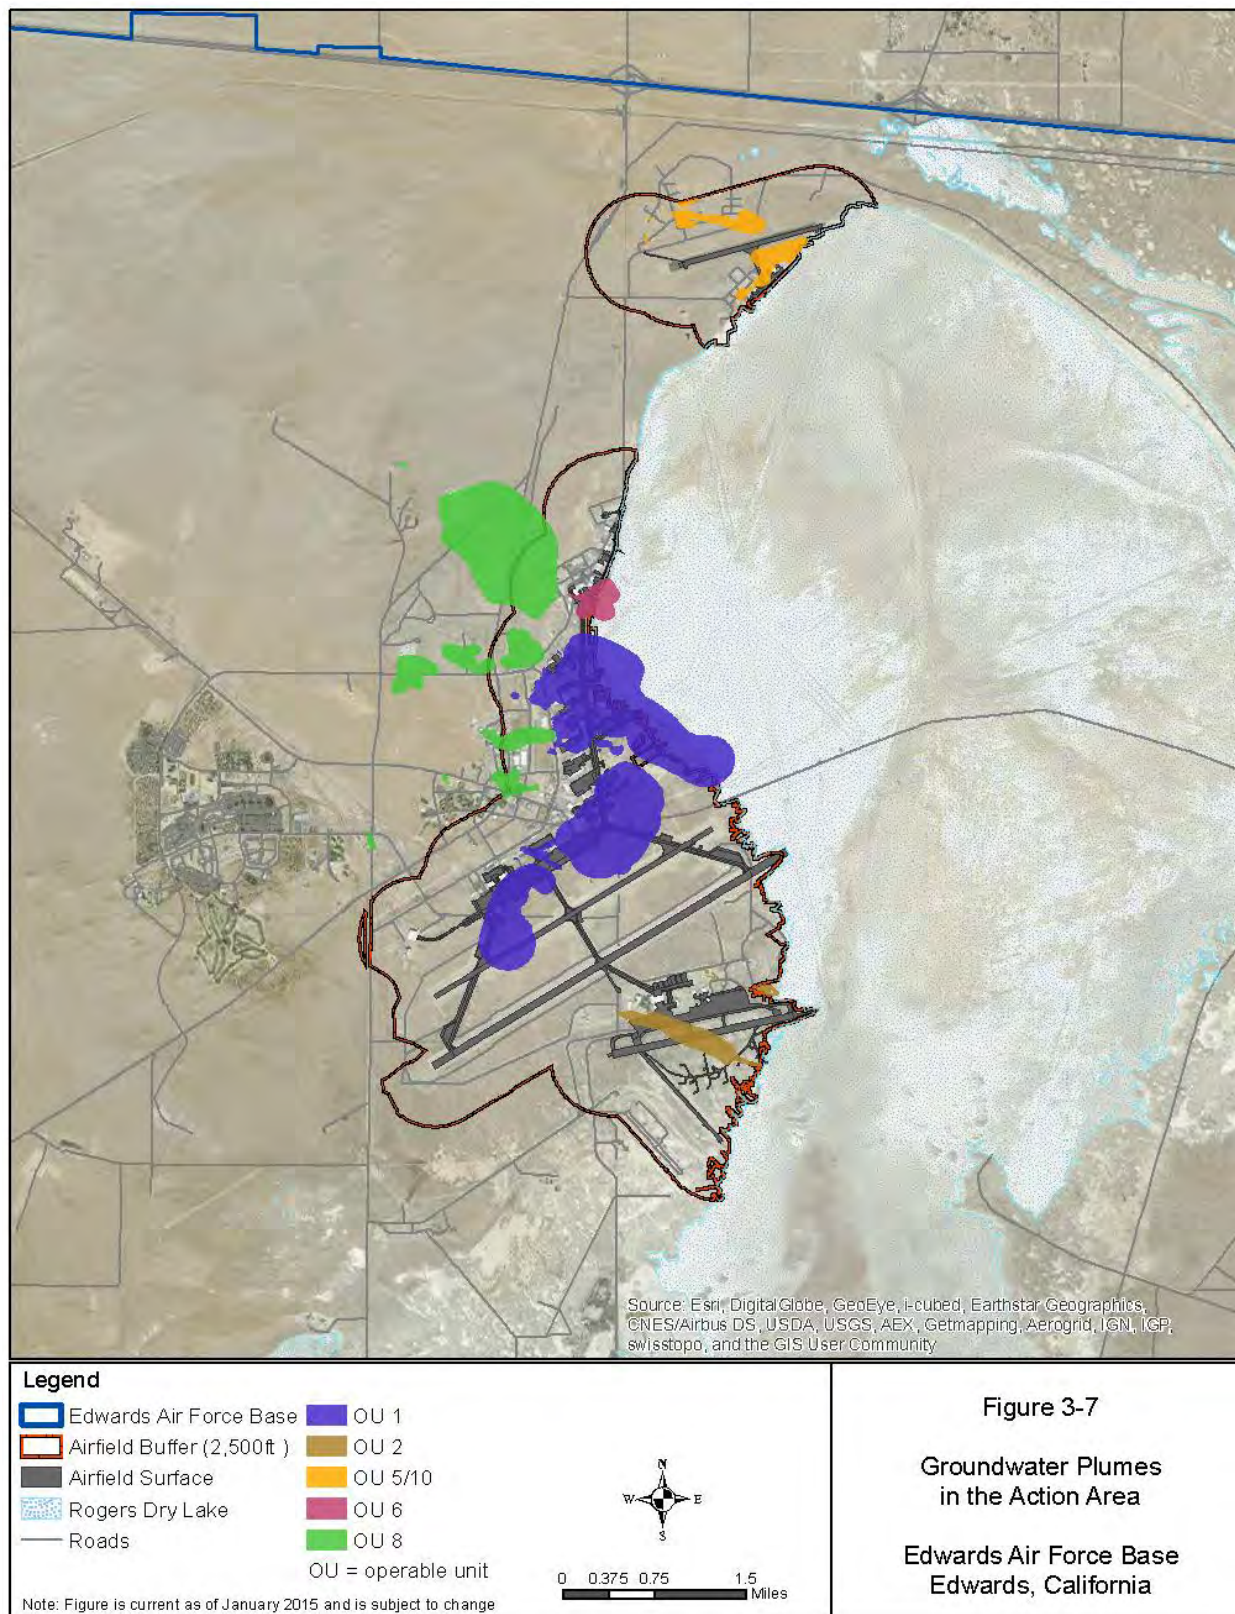 Source: Esri, DigitalGlobe, GeoEye, i-cubed, Earthstar Geographics,
CNES/Airbus DS, USDA, USGS, AEX, Getmapping, Aerogrid, IGN, IGP,
swisstopo, and the GIS User Community
Legend
Edwards Air Force Base
Airfield Buffer (2,500ft )
Airfield Surface
Rogers Dry Lake
Roads
OU 1
OU 2
OU 5/10
OU 6
OU 8
OU = operable unit
Note: Figure is current as of January 2015 and is subject to change
N
W E
S
0 0.375 0.75 1.5
Miles
Figure 3-7
Groundwater Plumes
in the Action Area
Edwards Air Force Base
Edwards, California